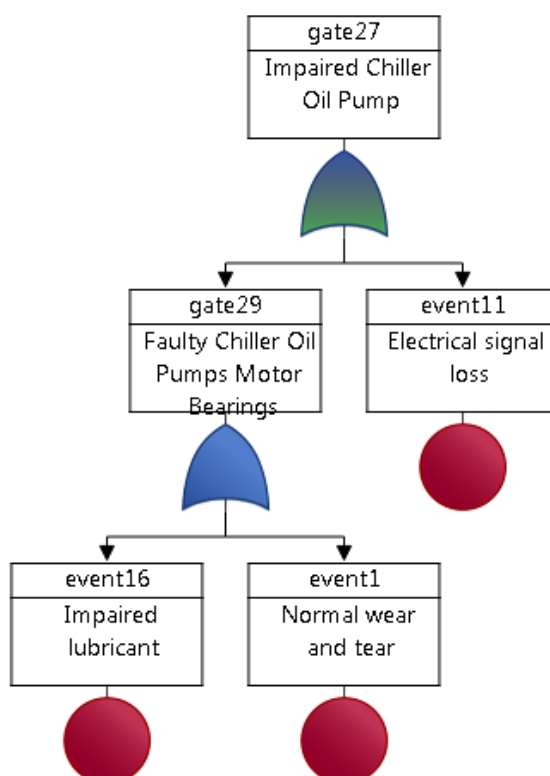 gate27
Impaired Chiller
Oil Pump
gate29
Faulty Chiller Oil
Pumps Motor
Bearings
event11
Electrical signal
loss
event16
Impaired
lubricant
event1
Normal wear
and tear